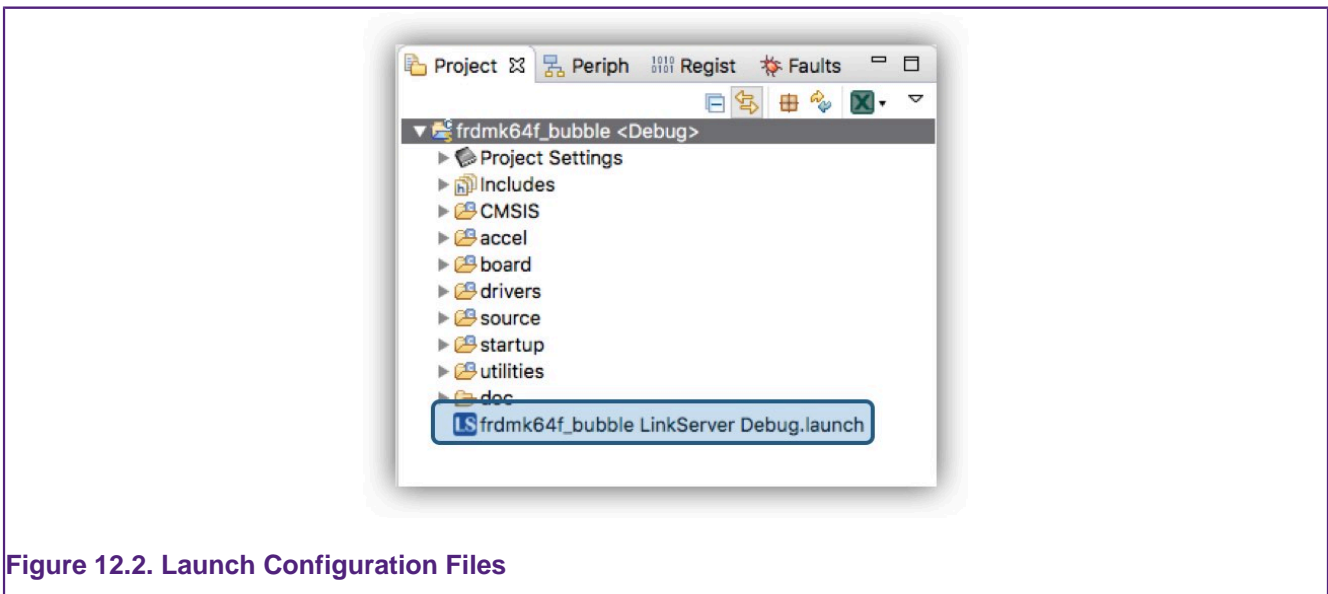 Project Periph Regist Faults
frdmk64f_bubble <Debug>
Project Settings
Includes
CMSIS
accel
board
drivers
source
startup
utilities
doc
LS frdmk64f_bubble LinkServer Debug.launch
Figure 12.2. Launch Configuration Files